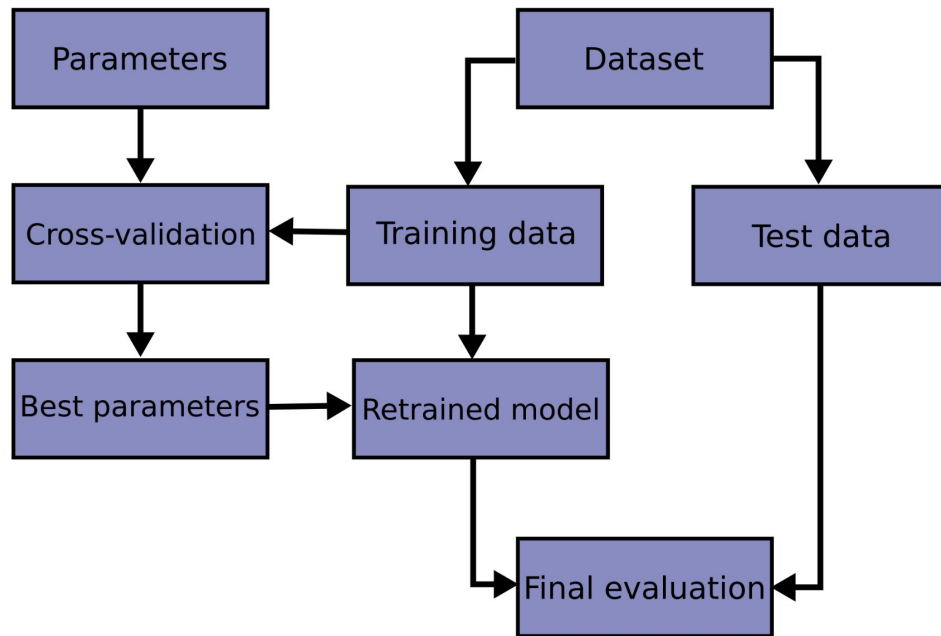 Parameters
Dataset
Cross-validation
Training data
Test data
Best parameters
Retrained model
Final evaluation